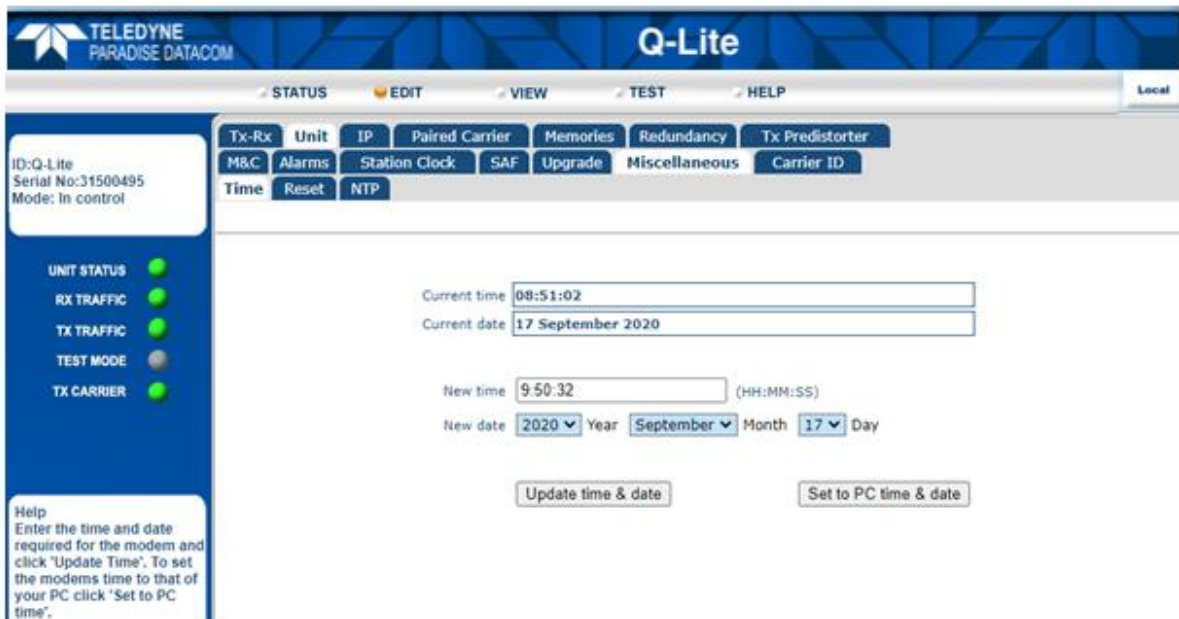 TELEDYNE
PARADISE DATACOM
Q-Lite
STATUS EDIT VIEW TEST HELP
Local
ID:Q-Lite
Serial No:31500495
Mode: In control
Tx-Rx Unit IP Paired Carrier Memories Redundancy Tx Predistorter
M&C Alarms Station Clock SAF Upgrade Miscellaneous Carrier ID
Time Reset NTP
UNIT STATUS
RX TRAFFIC
TX TRAFFIC
TEST MODE
TX CARRIER
Current time 08:51:02
Current date 17 September 2020
New time 9:50:32 (HH:MM:SS)
New date 2020 Year September Month 17 Day
Update time & date Set to PC time & date
Help
Enter the time and date
required for the modem and
click 'Update Time'. To set
the modems time to that of
your PC click 'Set to PC
time'.